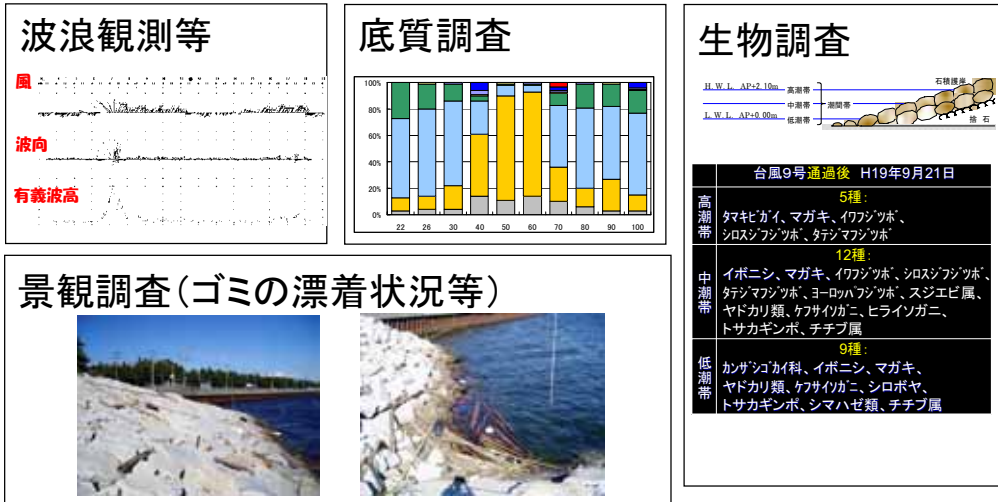 波浪観測等
風
波向
有義波高
底質調査
100%
80%
60%
40%
20%
0%
22 26 30 40 50 60 70 80 90 100
生物調査
H.W.L. AP+2.10m
L.W.L. AP+0.00m
高潮帯
中潮帯
低潮帯
潮間帯
石積護岸
捨石
台風9号通過後 H19年9月21日
高潮帯
5種:
タマキビガイ、マガキ、イワフジツボ、
シロスジフジツボ、タテジマフジツボ
中潮帯
12種:
イボニシ、マガキ、イワフジツボ、シロスジフジツボ、
タテジマフジツボ、ヨーロッパフジツボ、スジエビ属、
ヤドカリ類、ケフサイソガニ、ヒライソガニ、
トサカギンポ、チチブ属
低潮帯
9種:
カンザシゴカイ科、イボニシ、マガキ、
ヤドカリ類、ケフサイソガニ、シロボヤ、
トサカギンポ、シマハゼ類、チチブ属
景観調査(ゴミの漂着状況等)